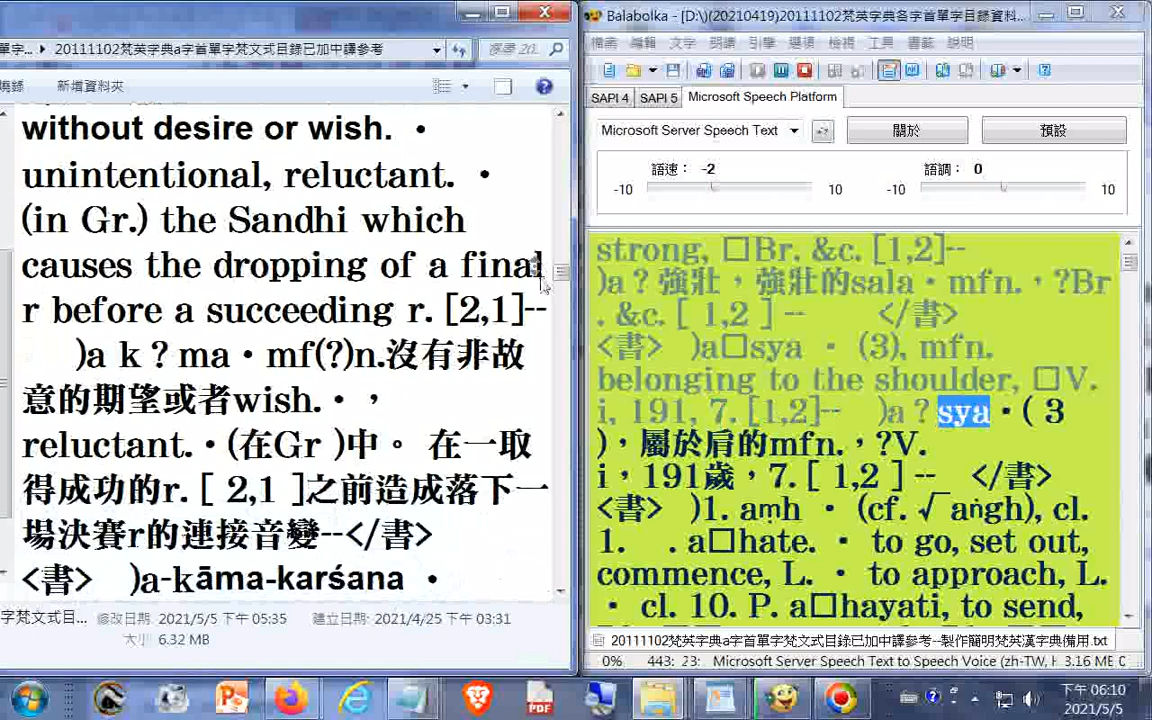 單字... ▸ 20111102梵英字典a字首單字梵文式目錄已加中譯參考
搜尋 20...
燒錄 新增資料夾
without desire or wish. •
unintentional, reluctant. •
(in Gr.) the Sandhi which
causes the dropping of a final
r before a succeeding r. [2,1]--
)a k ? ma • mf(?)n.沒有非故
意的期望或者wish.•，
reluctant.•(在Gr )中。 在一取
得成功的r. [ 2,1 ]之前造成落下一
場決賽r的連接音變--</書>
<書> )a-kāma-karśana •
字梵文式目... 修改日期: 2021/5/5 下午 05:35 建立日期: 2021/4/25 下午 03:31
大小: 6.32 MB
Balabolka - [D:\)(20210419)20111102梵英字典各字首單字目錄資料...
檔案 編輯 文字 朗讀 引擎 選項 檢視 工具 書籤 說明
SAPI 4 SAPI 5 Microsoft Speech Platform
Microsoft Server Speech Text 關於 預設
語速： -2 語調： 0
-10 10 -10 10
strong, □Br. &c. [1,2]--
)a ? 強壯，強壯的sala • mfn.，?Br
. &c. [ 1,2 ] -- </書>
<書> )a□sya • (3), mfn.
belonging to the shoulder, □V.
i, 191, 7. [1,2]-- )a ? sya • ( 3
)，屬於肩的mfn.，?V.
i，191歲，7. [ 1,2 ] -- </書>
<書> )1. aṃh • (cf. √aṅgh), cl.
1. . a□hate. • to go, set out,
commence, L. • to approach, L.
• cl. 10. P. a□hayati, to send,
20111102梵英字典a字首單字梵文式目錄已加中譯參考--製作簡明梵英漢字典備用.txt
0% 443: 23: Microsoft Server Speech Text to Speech Voice (zh-TW, H 3.16 ME C
下午 06:10
2021/5/5